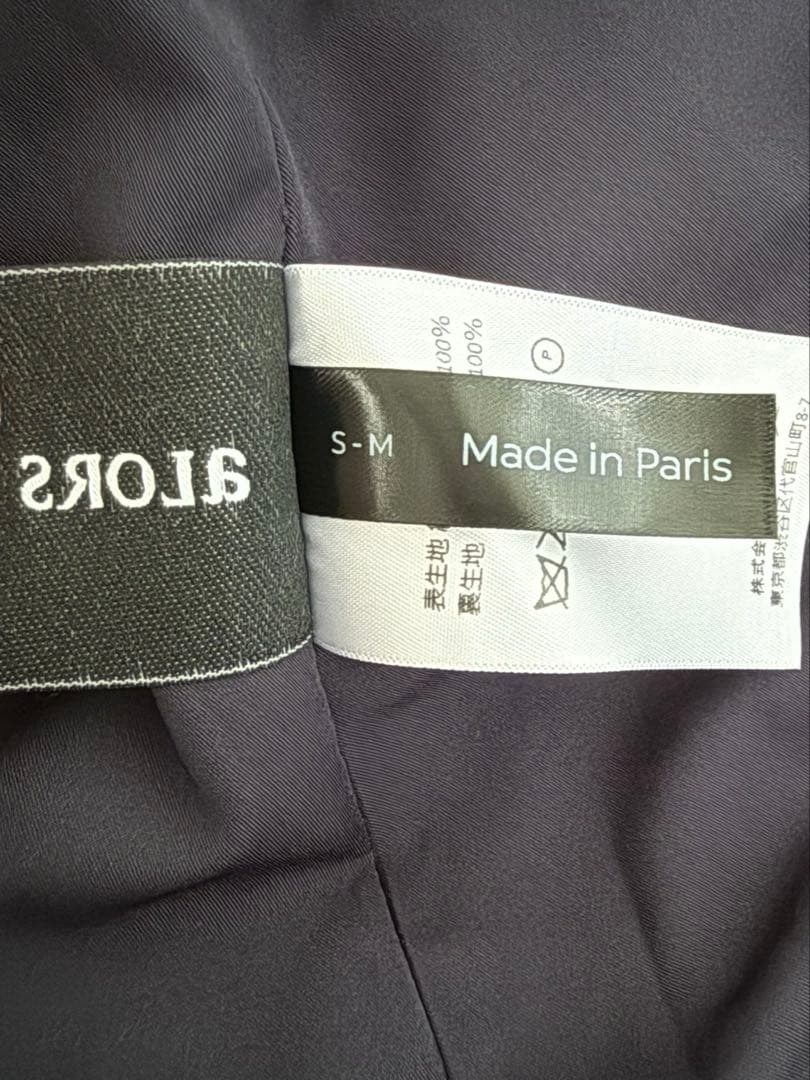 aLORS
S-M
Made in Paris
100%
100%
P
表生地
裏生地
株式会
東京都渋谷区代官山町8-7